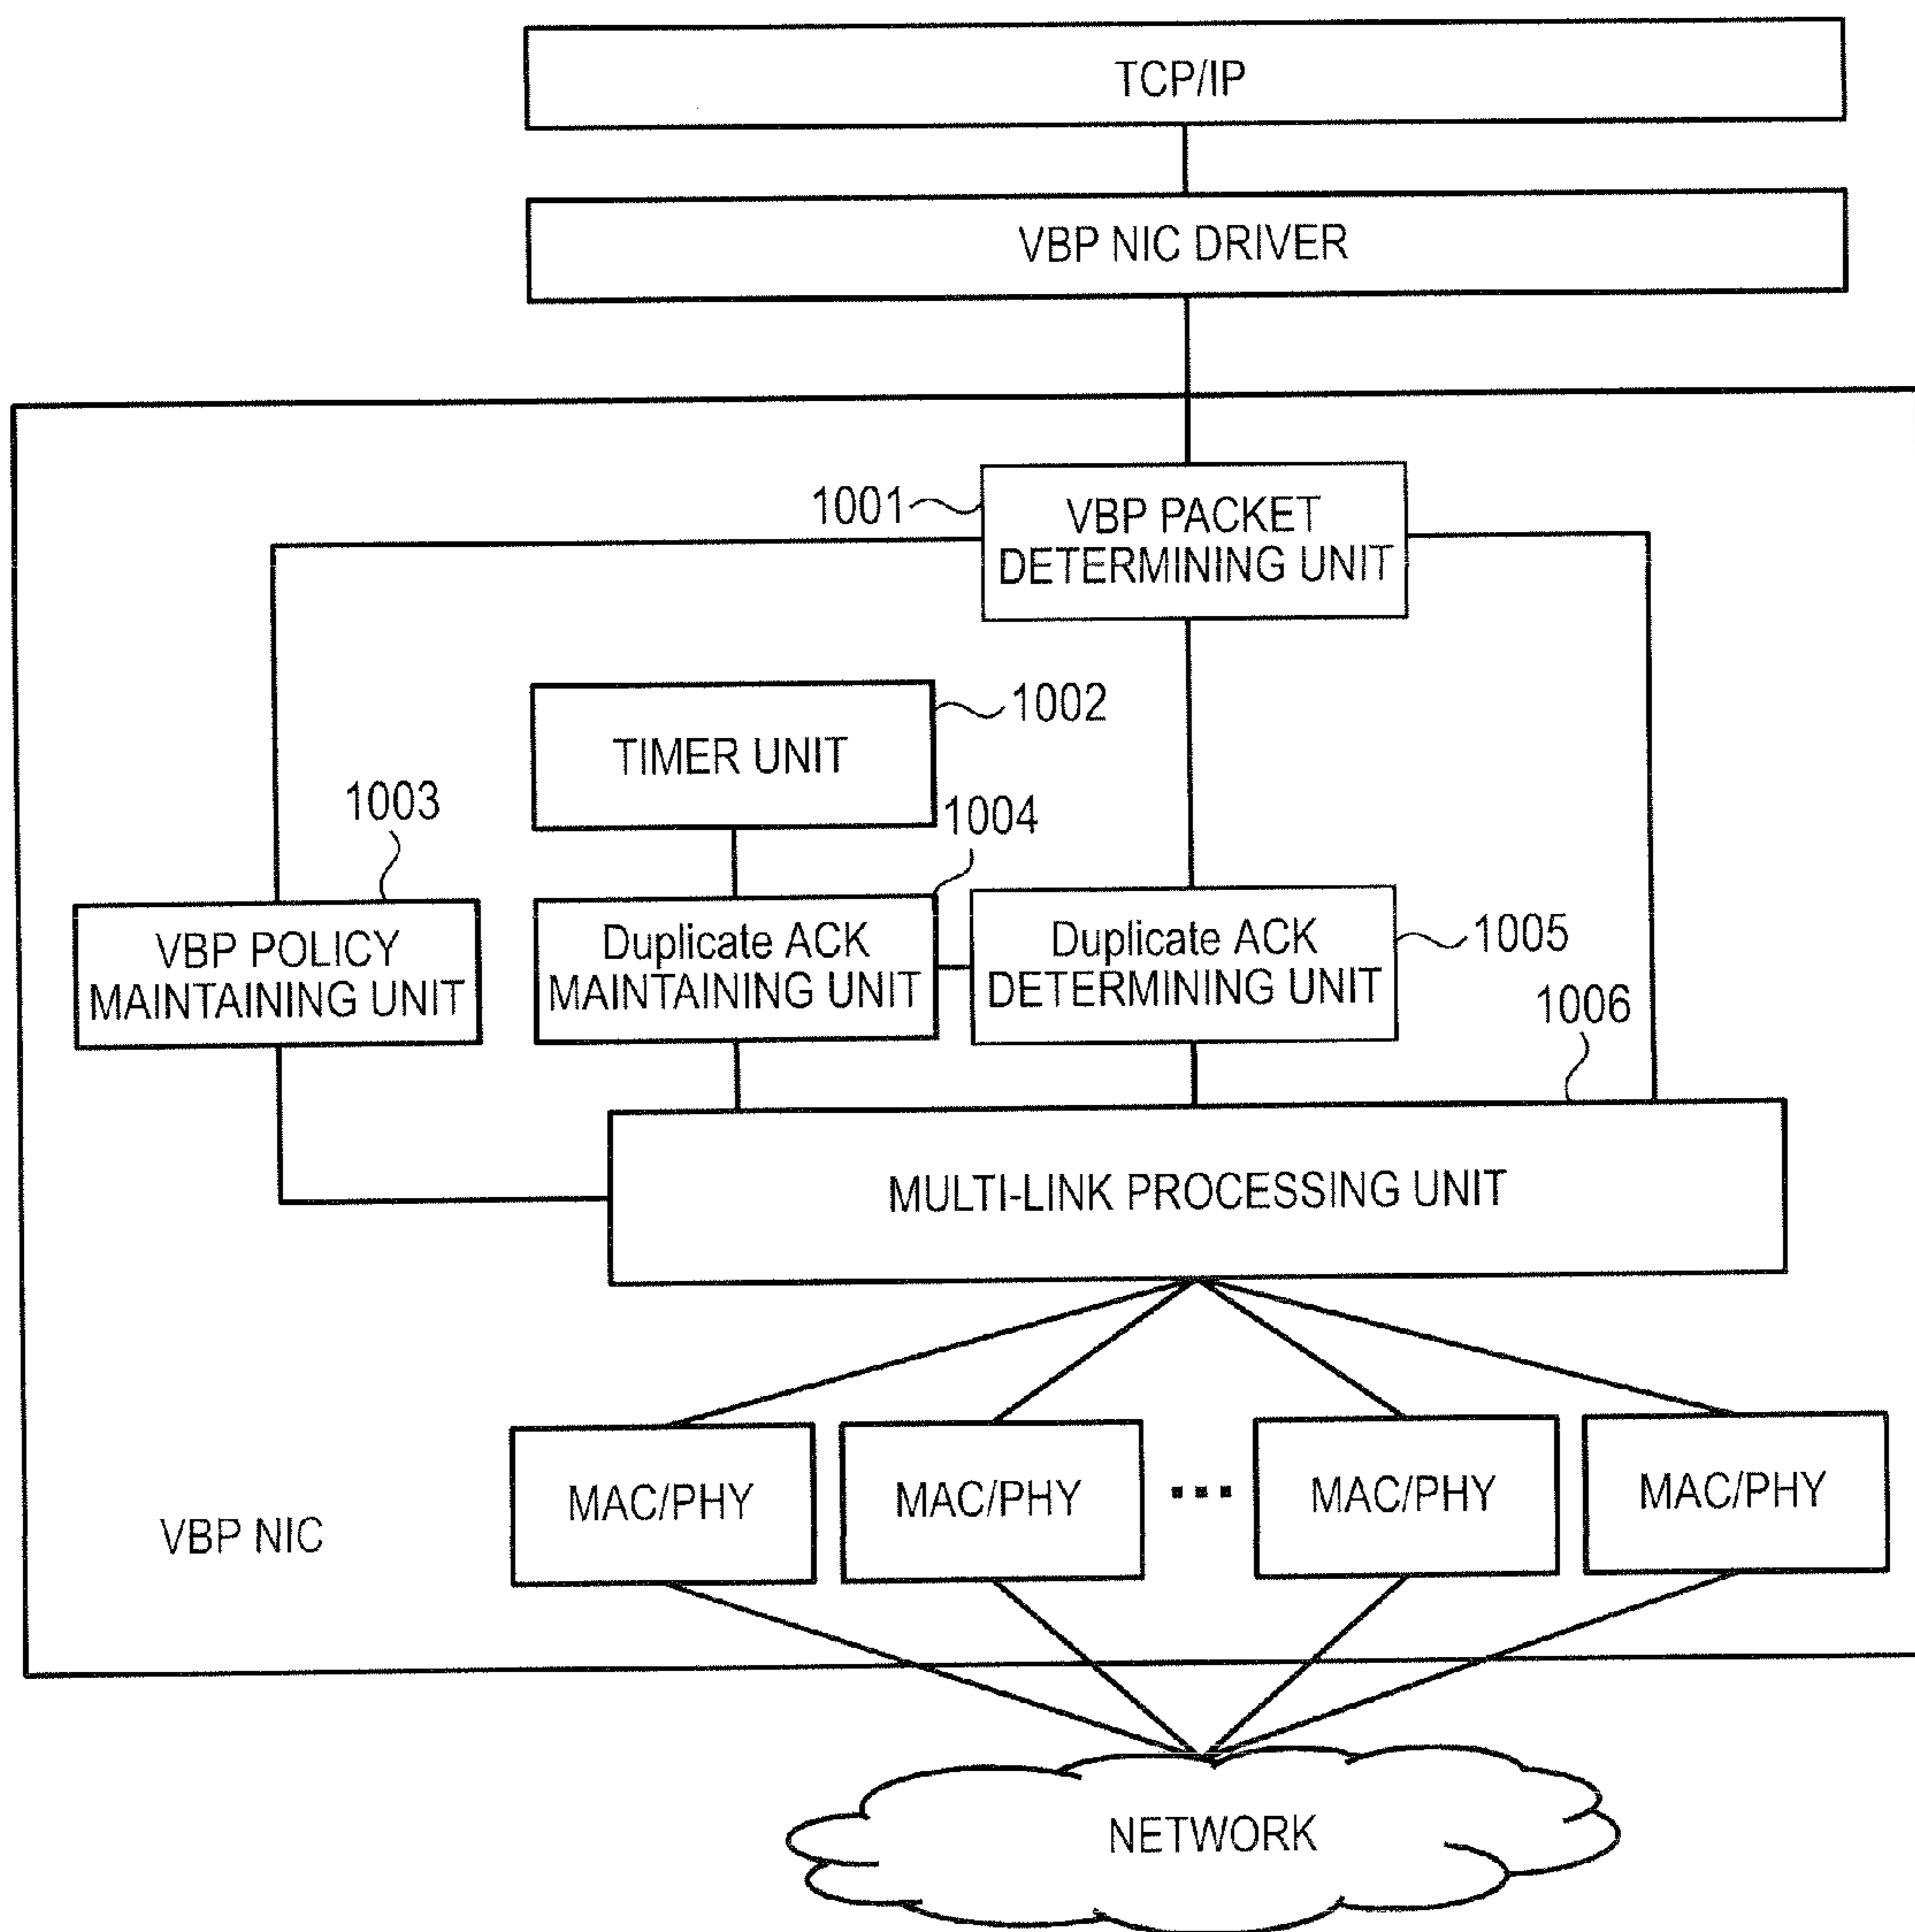 TCP/IP
VBP NIC DRIVER
1001
VBP PACKET
DETERMINING UNIT
1002
TIMER UNIT
1003
1004
VBP POLICY
MAINTAINING UNIT
Duplicate ACK
MAINTAINING UNIT
Duplicate ACK
DETERMINING UNIT
1005
1006
MULTI-LINK PROCESSING UNIT
MAC/PHY
MAC/PHY
...
MAC/PHY
MAC/PHY
VBP NIC
NETWORK